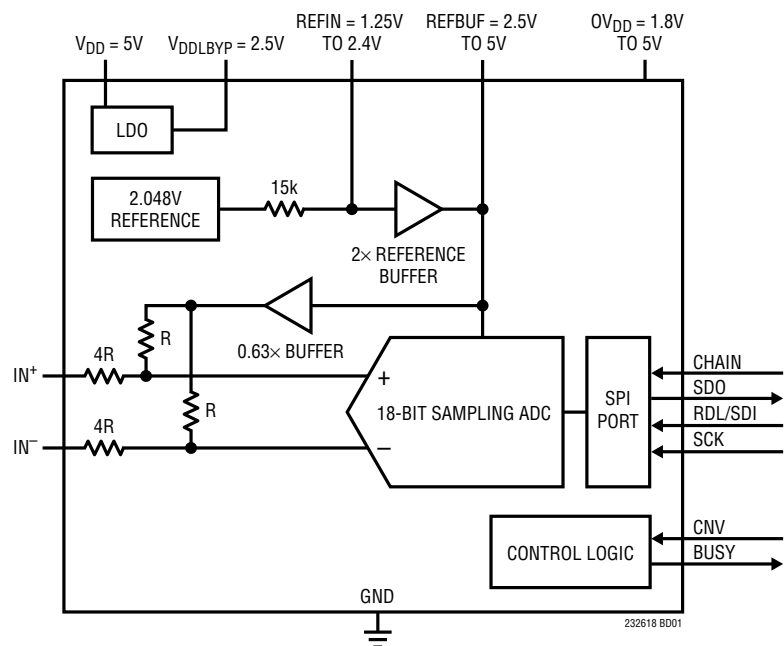 V_DD = 5V
V_DDLBYP = 2.5V
REFIN = 1.25V
TO 2.4V
REFBUF = 2.5V
TO 5V
OV_DD = 1.8V
TO 5V
LDO
2.048V
REFERENCE
15k
2× REFERENCE
BUFFER
R
0.63× BUFFER
4R
IN⁺
+
R
4R
IN⁻
–
18-BIT SAMPLING ADC
SPI
PORT
CHAIN
SDO
RDL/SDI
SCK
CNV
BUSY
CONTROL LOGIC
GND
232618 BD01